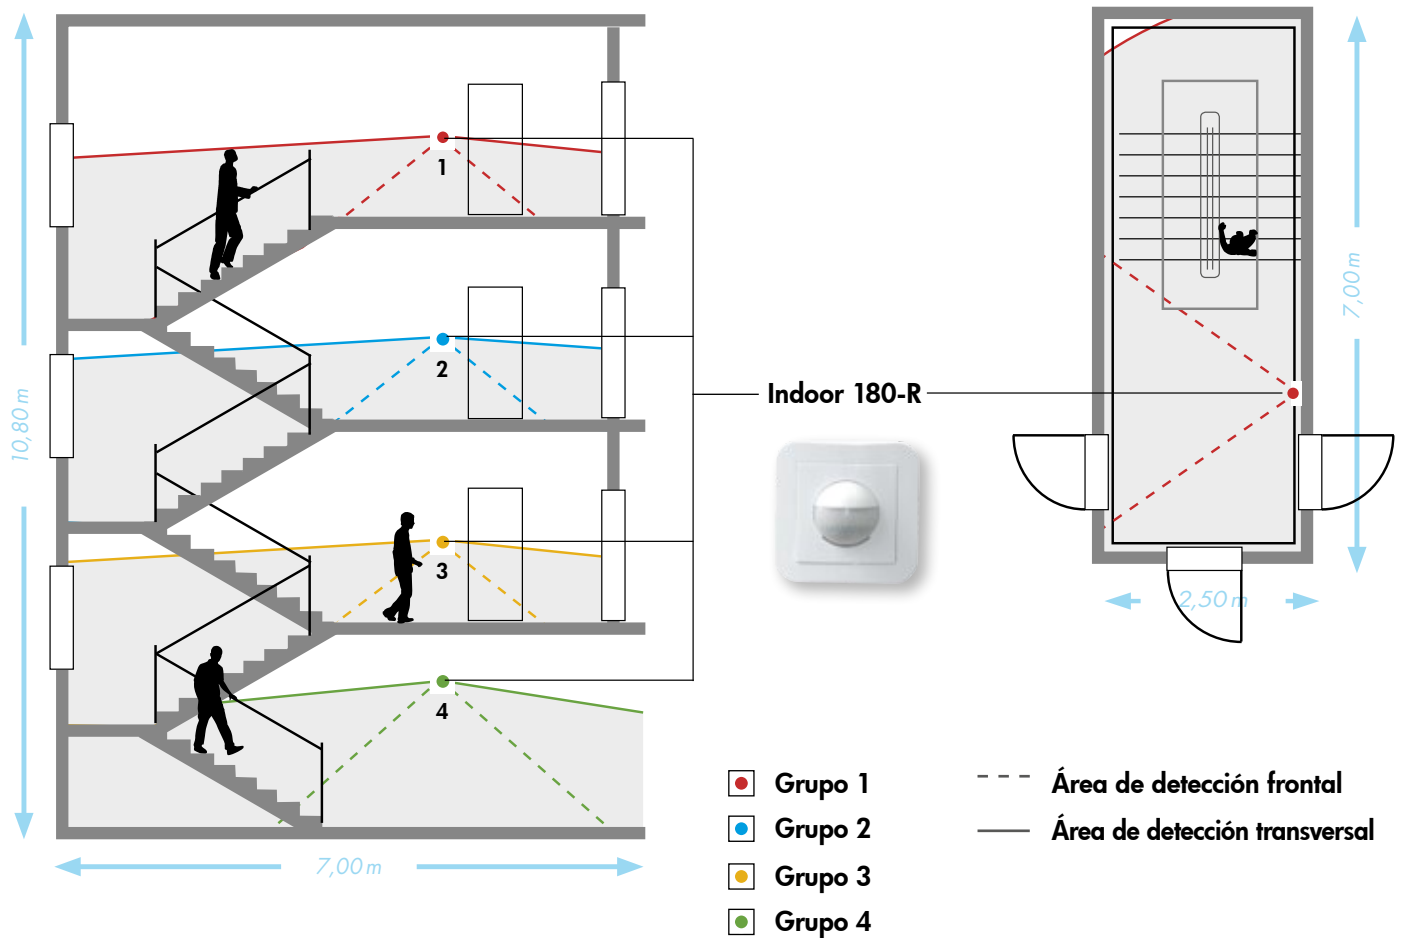 1
2
3
4
10,80 m
7,00 m
Indoor 180-R
7,00 m
2,50 m
Grupo 1
Grupo 2
Grupo 3
Grupo 4
Área de detección frontal
Área de detección transversal